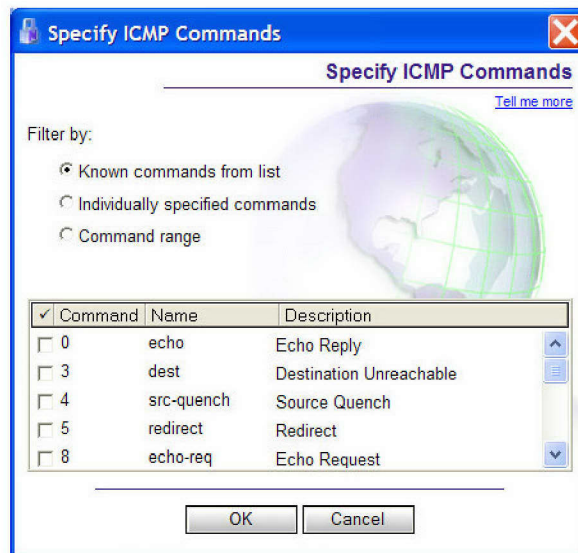 Specify ICMP Commands
Specify ICMP Commands
Tell me more
Filter by:
Known commands from list
Individually specified commands
Command range
✓ Command Name Description
0 echo Echo Reply
3 dest Destination Unreachable
4 src-quench Source Quench
5 redirect Redirect
8 echo-req Echo Request
OK Cancel